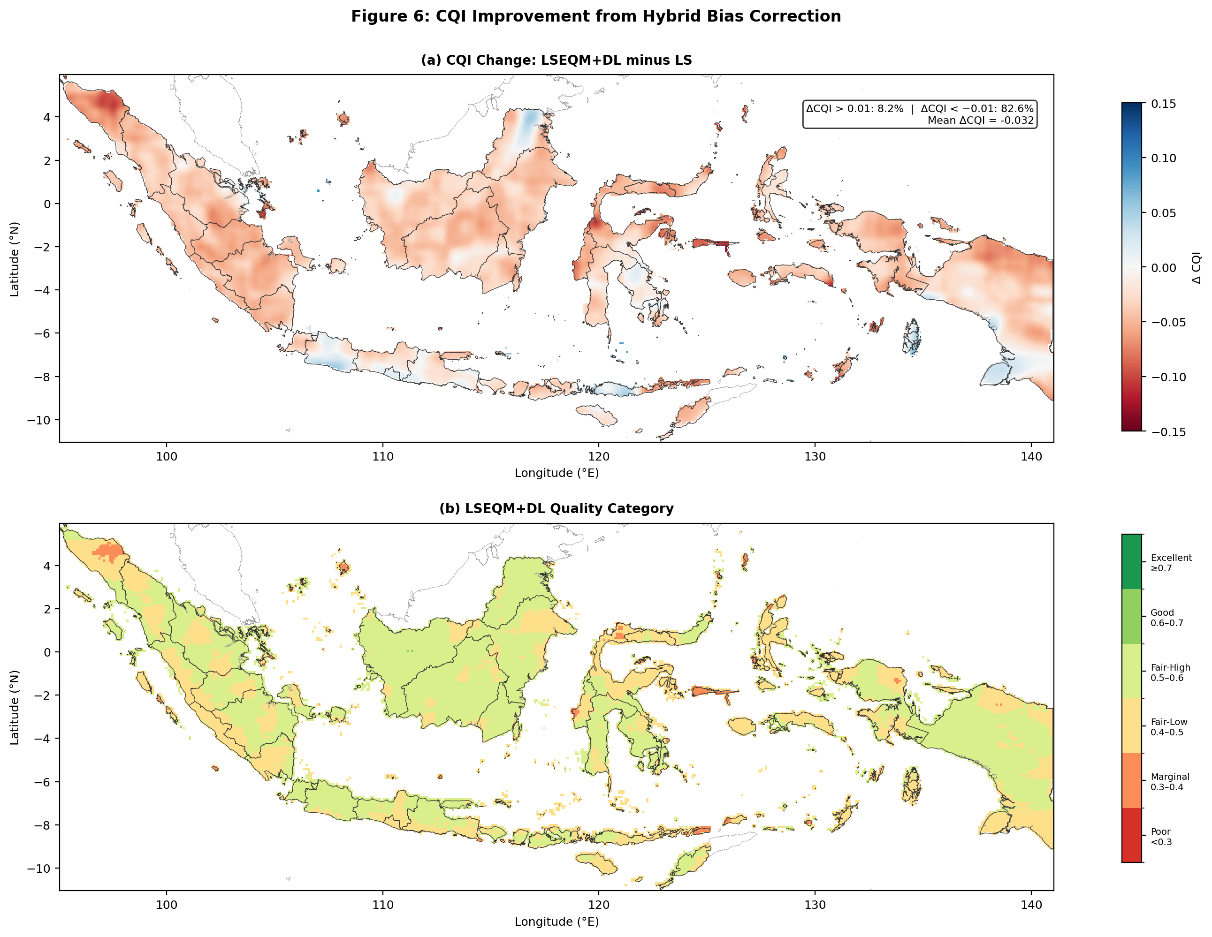 Figure 6: CQI Improvement from Hybrid Bias Correction
(a) CQI Change: LSEQM+DL minus LS
ΔCQI > 0.01: 8.2%  |  ΔCQI < −0.01: 82.6%
Mean ΔCQI = -0.032
4
2
0
−2
−4
−6
−8
−10
Latitude (°N)
100
110
120
130
140
Longitude (°E)
0.15
0.10
0.05
0.00
−0.05
−0.10
−0.15
Δ CQI
(b) LSEQM+DL Quality Category
4
2
0
−2
−4
−6
−8
−10
Latitude (°N)
100
110
120
130
140
Longitude (°E)
Excellent
≥0.7
Good
0.6–0.7
Fair-High
0.5–0.6
Fair-Low
0.4–0.5
Marginal
0.3–0.4
Poor
<0.3